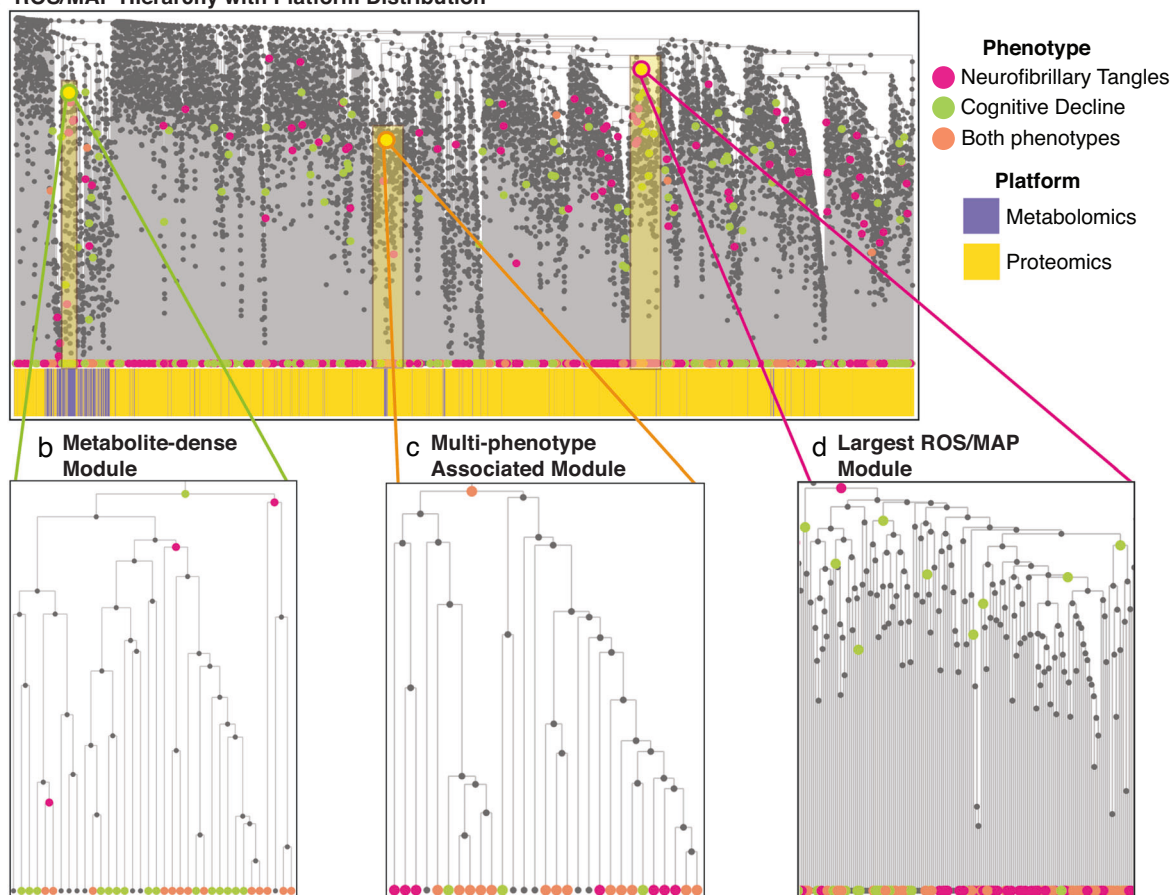 ROS/MAP Hierarchy with Platform Distribution
Phenotype
Neurofibrillary Tangles
Cognitive Decline
Both phenotypes
Platform
Metabolomics
Proteomics
b Metabolite-dense
Module
c Multi-phenotype
Associated Module
d Largest ROS/MAP
Module